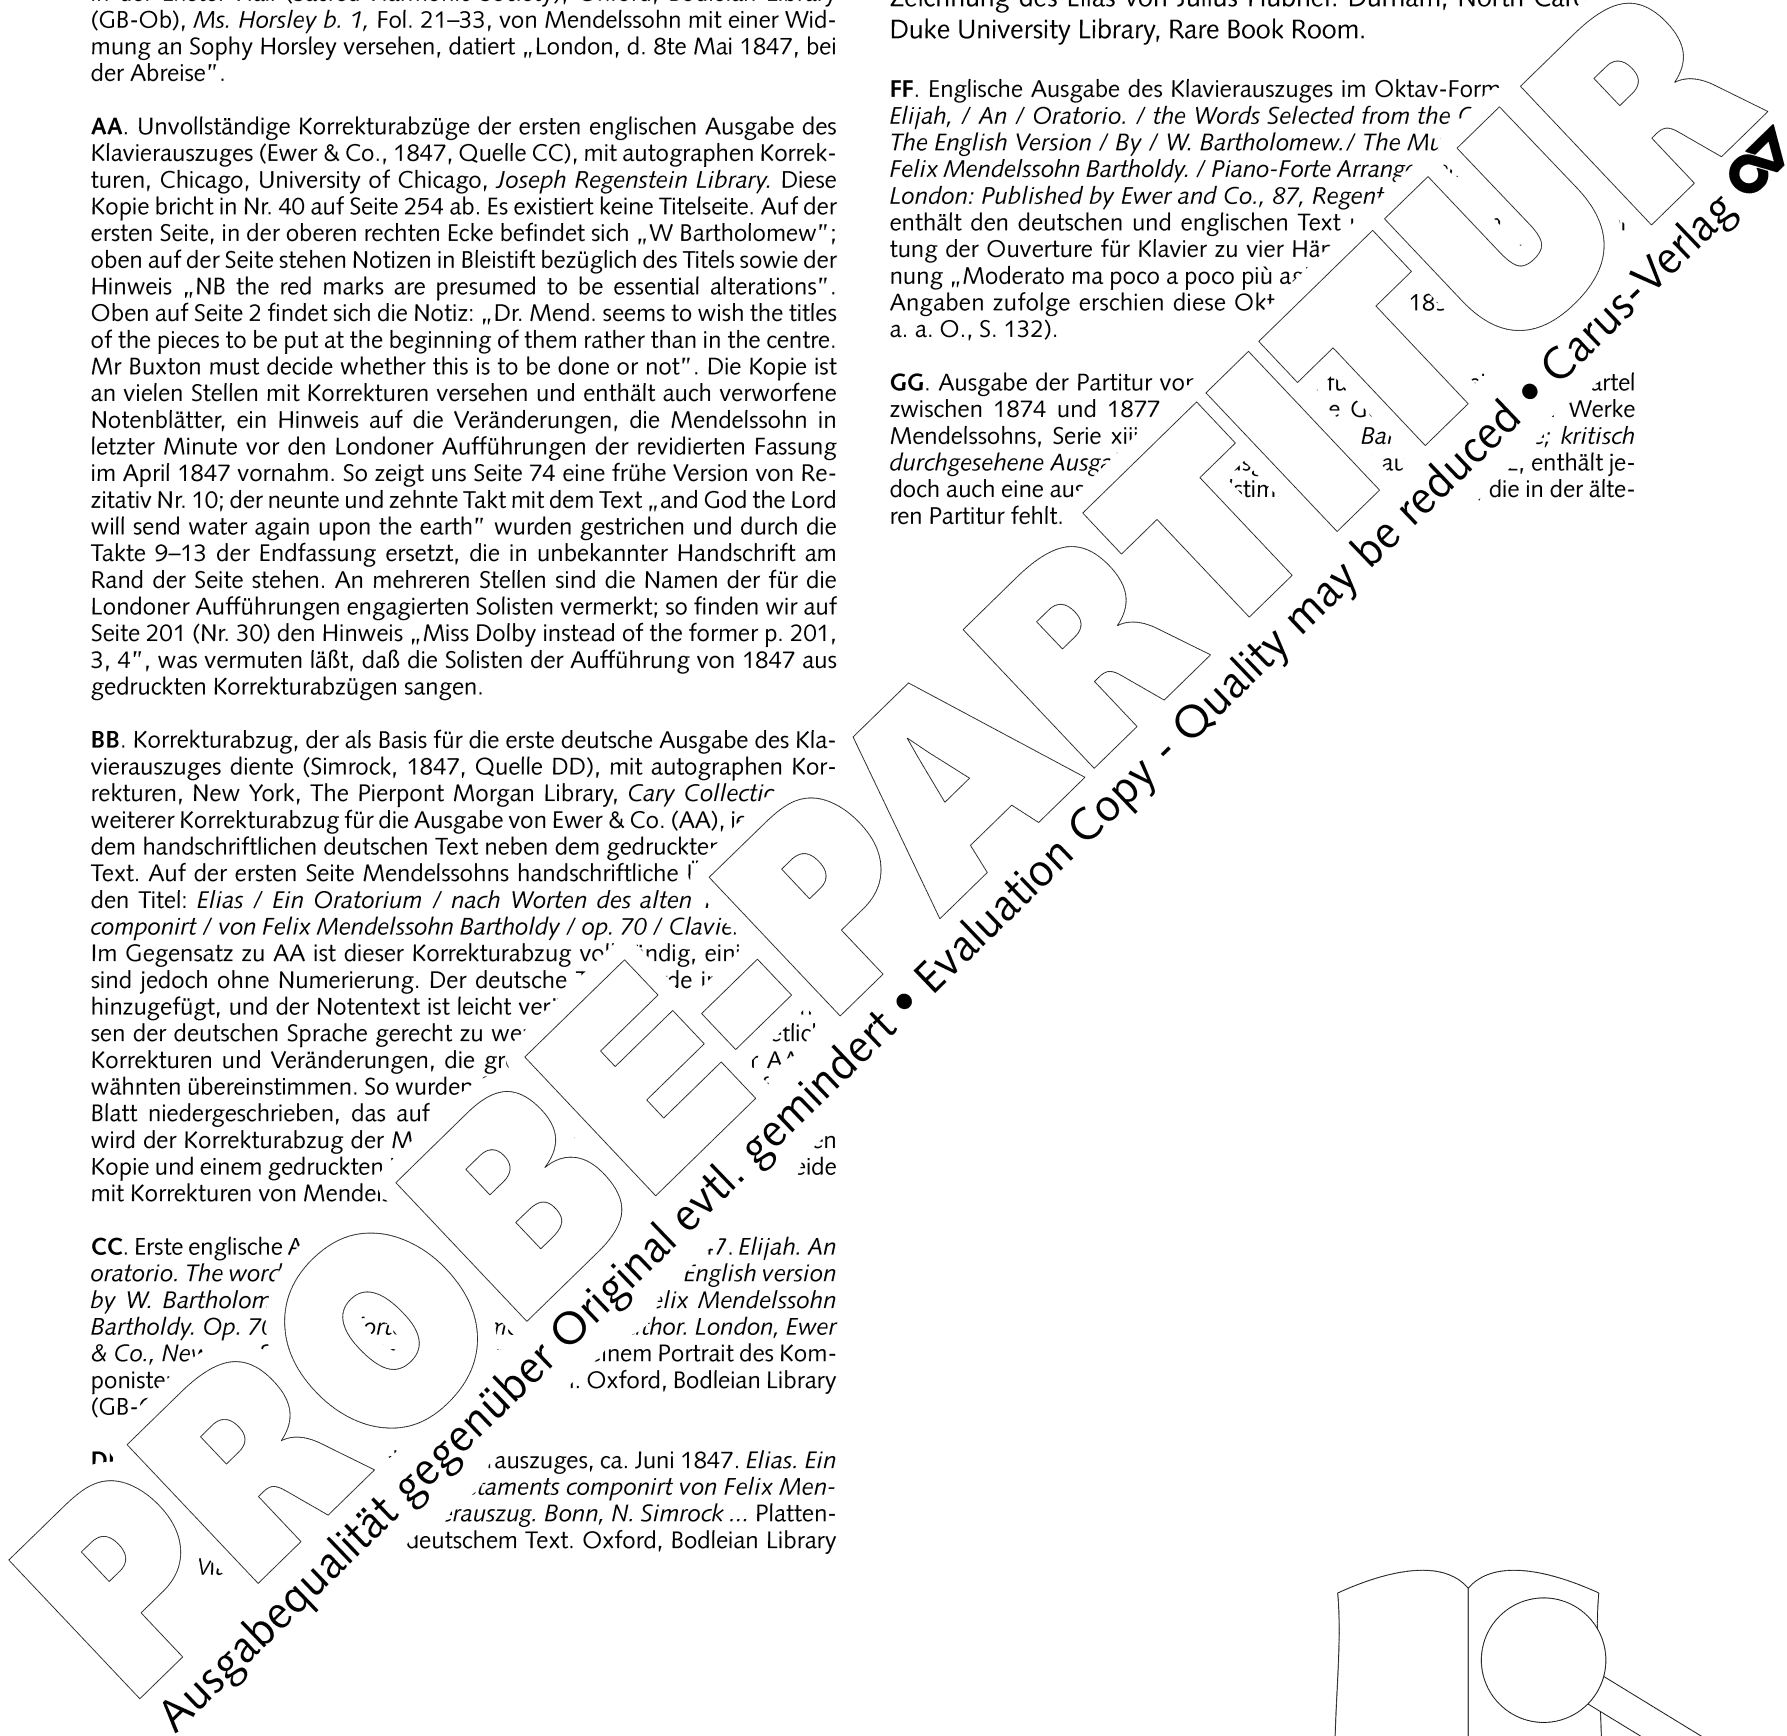 (GB-Ob), Ms. Horsley b. 1, Fol. 21–33, von Mendelssohn mit einer Wid-
mung an Sophy Horsley versehen, datiert „London, d. 8te Mai 1847, bei
der Abreise”.
AA. Unvollständige Korrekturabzüge der ersten englischen Ausgabe des
Klavierauszuges (Ewer & Co., 1847, Quelle CC), mit autographen Korrek-
turen, Chicago, University of Chicago, Joseph Regenstein Library. Diese
Kopie bricht in Nr. 40 auf Seite 254 ab. Es existiert keine Titelseite. Auf der
ersten Seite, in der oberen rechten Ecke befindet sich „W Bartholomew”;
oben auf der Seite stehen Notizen in Bleistift bezüglich des Titels sowie der
Hinweis „NB the red marks are presumed to be essential alterations”.
Oben auf Seite 2 findet sich die Notiz: „Dr. Mend. seems to wish the titles
of the pieces to be put at the beginning of them rather than in the centre.
Mr Buxton must decide whether this is to be done or not”. Die Kopie ist
an vielen Stellen mit Korrekturen versehen und enthält auch verworfene
Notenblätter, ein Hinweis auf die Veränderungen, die Mendelssohn in
letzter Minute vor den Londoner Aufführungen der revidierten Fassung
im April 1847 vornahm. So zeigt uns Seite 74 eine frühe Version von Re-
zitativ Nr. 10; der neunte und zehnte Takt mit dem Text „and God the Lord
will send water again upon the earth” wurden gestrichen und durch die
Takte 9–13 der Endfassung ersetzt, die in unbekannter Handschrift am
Rand der Seite stehen. An mehreren Stellen sind die Namen der für die
Londoner Aufführungen engagierten Solisten vermerkt; so finden wir auf
Seite 201 (Nr. 30) den Hinweis „Miss Dolby instead of the former p. 201,
3, 4”, was vermuten läßt, daß die Solisten der Aufführung von 1847 aus
gedruckten Korrekturabzügen sangen.
BB. Korrekturabzug, der als Basis für die erste deutsche Ausgabe des Kla-
vierauszuges diente (Simrock, 1847, Quelle DD), mit autographen Kor-
rekturen, New York, The Pierpont Morgan Library, Cary
weiterer Korrekturabzug für die Ausgabe von Ewer & Co. (AA),
dem handschriftlichen deutschen Text neben dem
Text. Auf der ersten Seite Mendelssohns handschriftliche
den Titel: Elias / Ein Oratorium / nach Worten des alten
componirt / von Felix Mendelssohn Bartholdy / op. 70 /
Im Gegensatz zu AA ist dieser Korrekturabzug
sind jedoch ohne Numerierung. Der deutsche
hinzugefügt, und der Notentext ist leicht
sen der deutschen Sprache gerecht zu
Korrekturen und Veränderungen, die AA
wähnten übereinstimmen. So wurden
Blatt niedergeschrieben, das auf
wird der Korrekturabzug der
Kopie und einem gedruckten
mit Korrekturen von
CC. Erste englische Elijah. An
oratorio. The English version
by W. Mendelssohn
Bartholdy. Op. London, Ewer
& Co., Portrait des Kom-
Oxford, Bodleian Library
ca. Juni 1847. Elias. Ein
componirt von Felix Men-
Bonn, N. Simrock ... Platten-
deutschem Text. Oxford, Bodleian Library
Duke University Library, Rare Book Room.
FF. Englische Ausgabe des Klavierauszuges im
Elijah, / An / Oratorio. / the Words Selected from the
The English Version / By / W. Bartholomew./ The
Felix Mendelssohn Bartholdy. / Piano-Forte
London: Published by Ewer and Co., 87,
enthält den deutschen und englischen Text
tung der Ouverture für Klavier zu vier
nung „Moderato ma poco a poco più
Angaben zufolge erschien diese
a. a. O., S. 132).
GG. Ausgabe der Partitur
zwischen 1874 und 1877 Werke
Mendelssohns, Serie kritisch
durchgesehene enthält je-
doch auch eine die in der älte-
ren Partitur fehlt.
PROBE-PARTITUR
Ausgabequalität gegenüber Original evtl. gemindert • Evaluation Copy - Quality may be reduced • Carus-Verlag